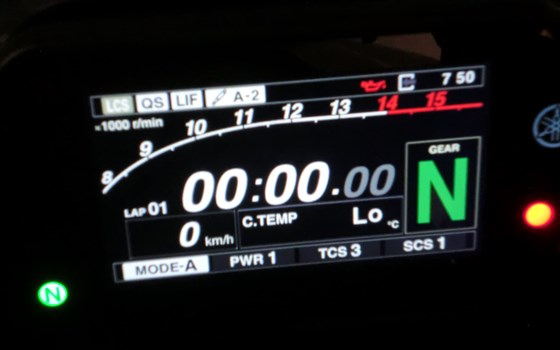 LCS QS LIF A-2 7 50
×1000 r/min
8 9 10 11 12 13 14 15
GEAR
N
LAP 01 00:00.00
0 km/h
C.TEMP Lo °C
MODE-A PWR 1 TCS 3 SCS 1
N